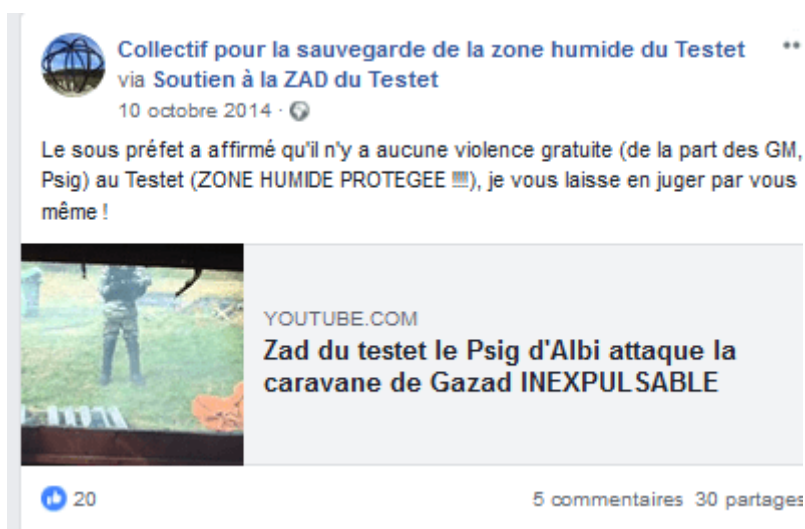 Collectif pour la sauvegarde de la zone humide du Testet
via Soutien à la ZAD du Testet
10 octobre 2014 ·
Le sous préfet a affirmé qu'il n'y a aucune violence gratuite (de la part des GM,
Psig) au Testet (ZONE HUMIDE PROTEGEE !!!!), je vous laisse en juger par vous
même !
YOUTUBE.COM
Zad du testet le Psig d'Albi attaque la
caravane de Gazad INEXPULSABLE
20
5 commentaires 30 partages